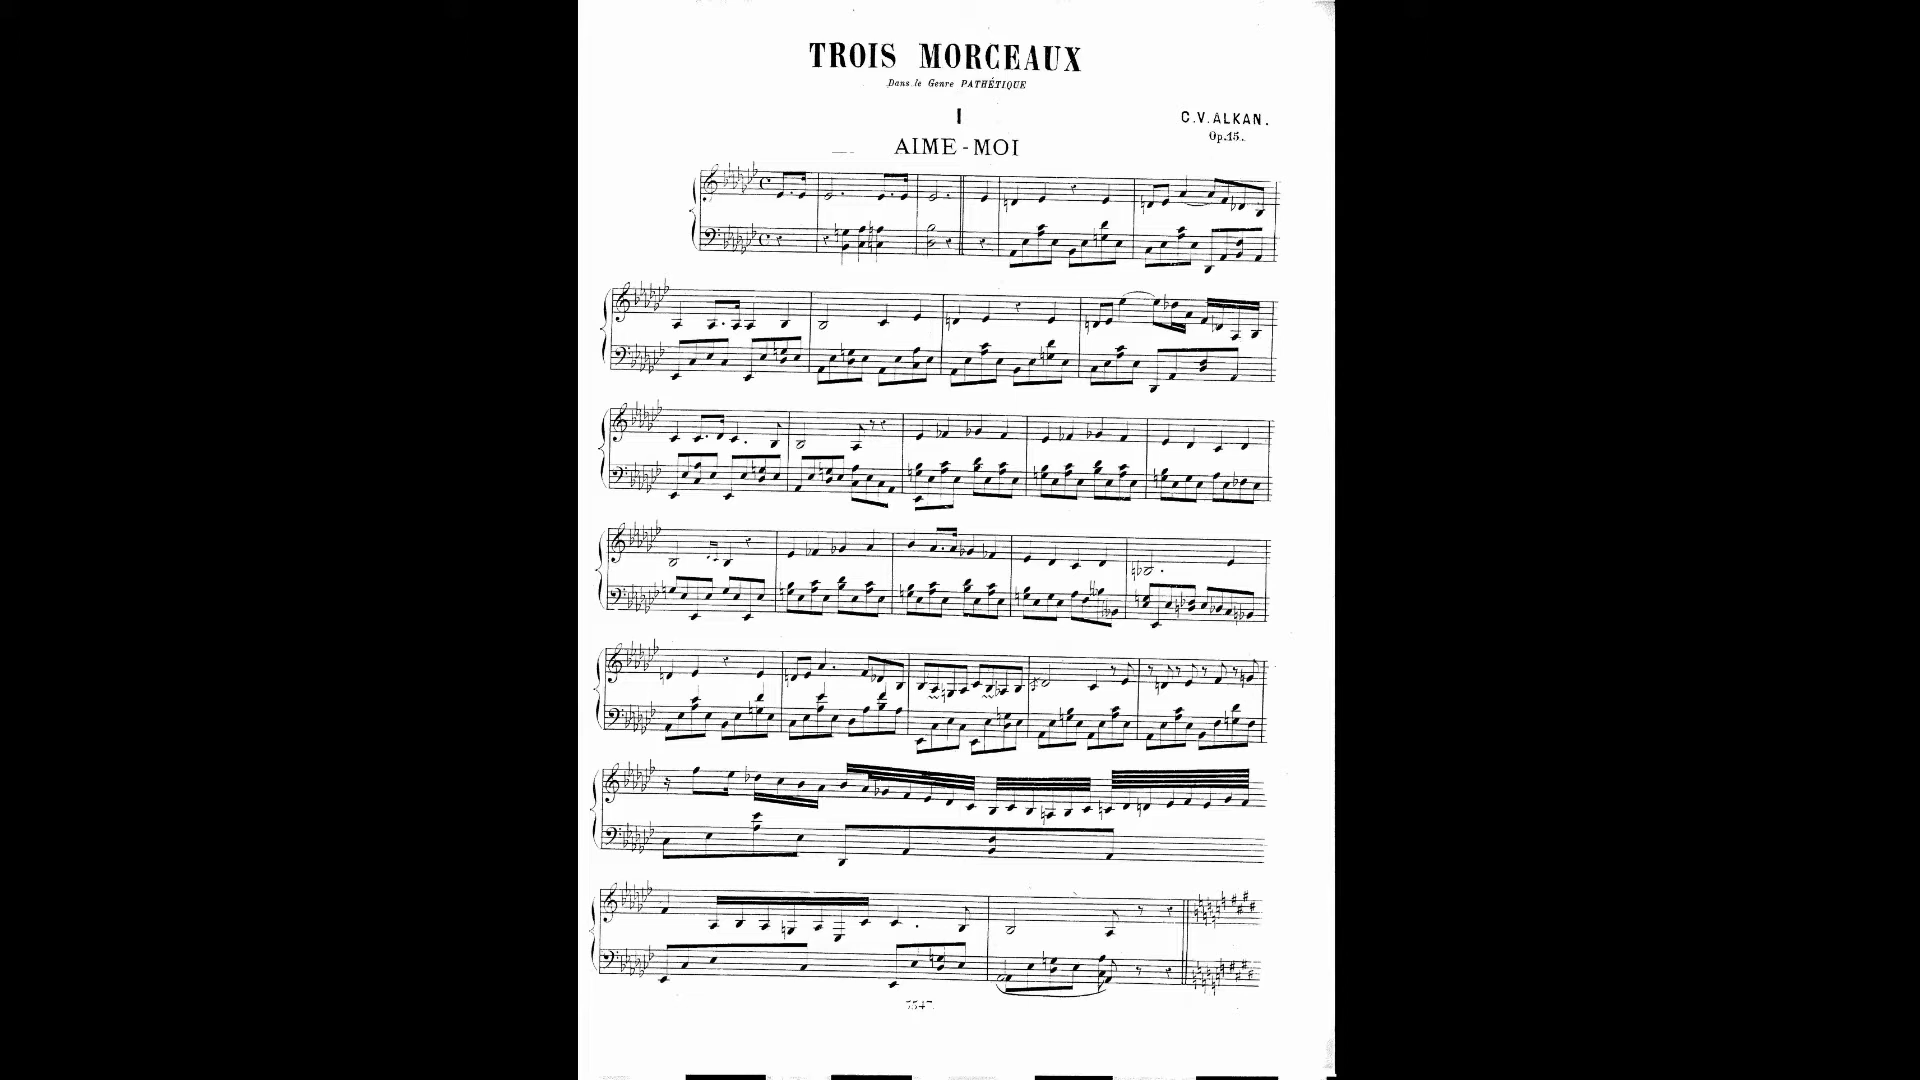 TROIS MORCEAUX
Dans le Genre PATHÉTIQUE
I
C.V. ALKAN.
Op.15.
AIME - MOI